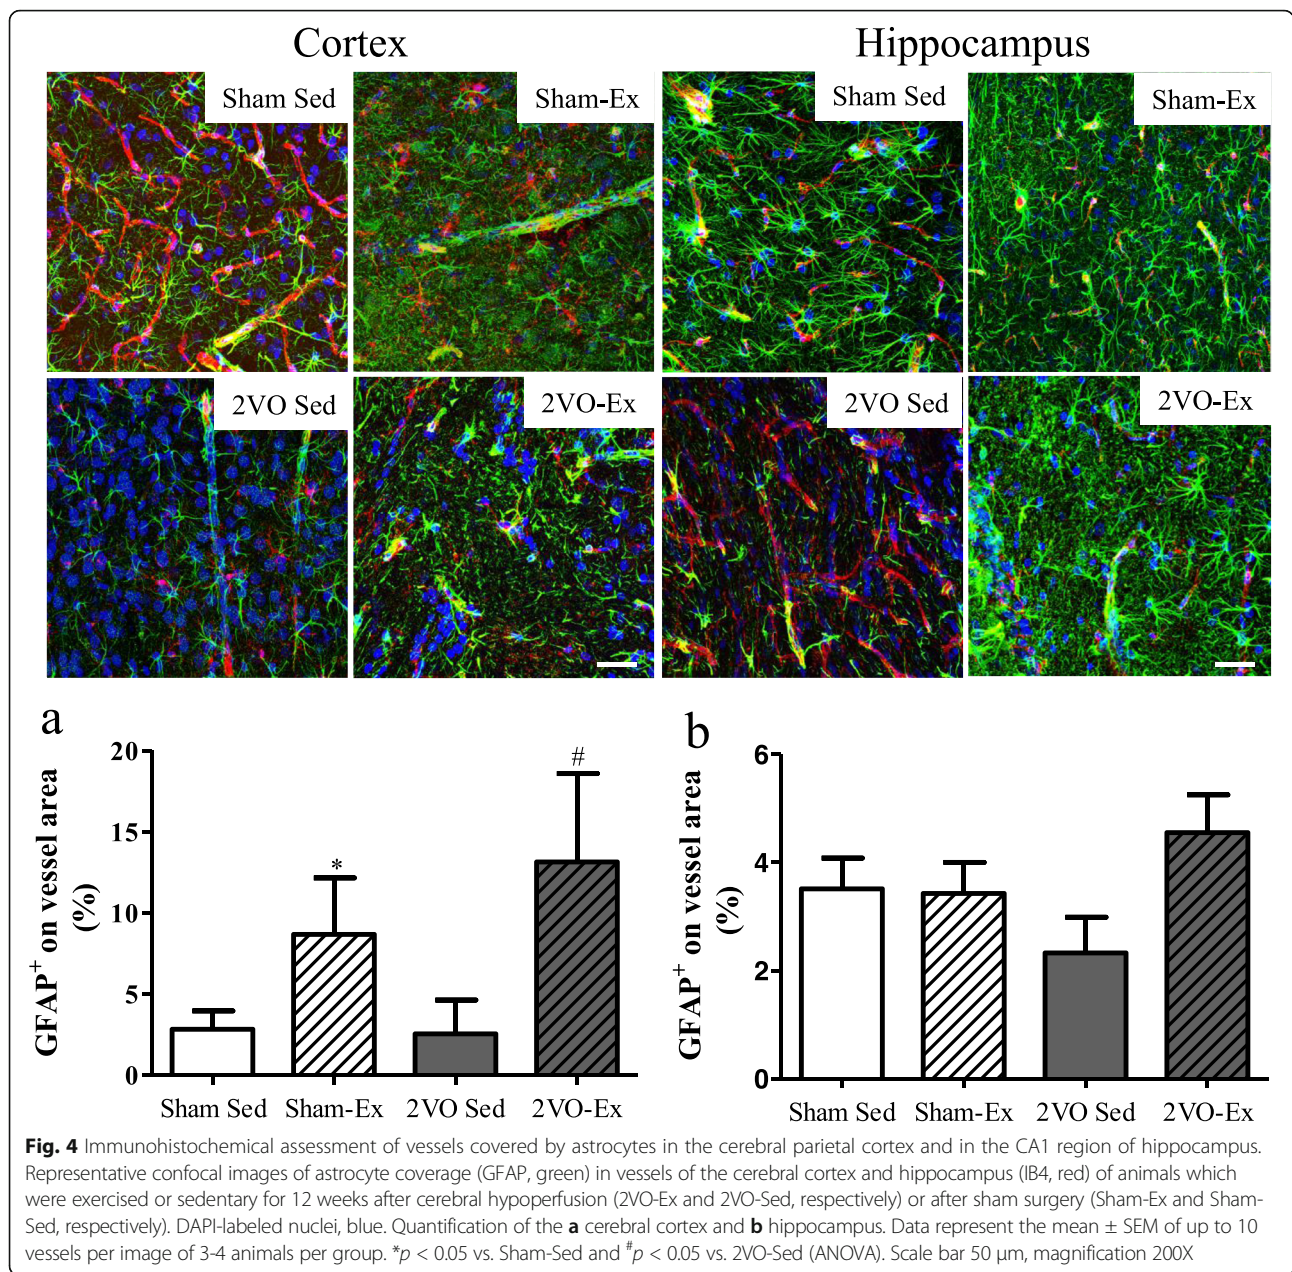 Cortex
Hippocampus
Sham Sed
Sham-Ex
Sham Sed
Sham-Ex
2VO Sed
2VO-Ex
2VO Sed
2VO-Ex
a
GFAP⁺ on vessel area
(%)
20
15
10
5
0
*
#
Sham Sed
Sham-Ex
2VO Sed
2VO-Ex
b
GFAP⁺ on vessel area
(%)
6
4
2
0
Sham Sed
Sham-Ex
2VO Sed
2VO-Ex
Fig. 4 Immunohistochemical assessment of vessels covered by astrocytes in the cerebral parietal cortex and in the CA1 region of hippocampus.
Representative confocal images of astrocyte coverage (GFAP, green) in vessels of the cerebral cortex and hippocampus (IB4, red) of animals which
were exercised or sedentary for 12 weeks after cerebral hypoperfusion (2VO-Ex and 2VO-Sed, respectively) or after sham surgery (Sham-Ex and Sham-
Sed, respectively). DAPI-labeled nuclei, blue. Quantification of the a cerebral cortex and b hippocampus. Data represent the mean ± SEM of up to 10
vessels per image of 3-4 animals per group. *p < 0.05 vs. Sham-Sed and #p < 0.05 vs. 2VO-Sed (ANOVA). Scale bar 50 μm, magnification 200X